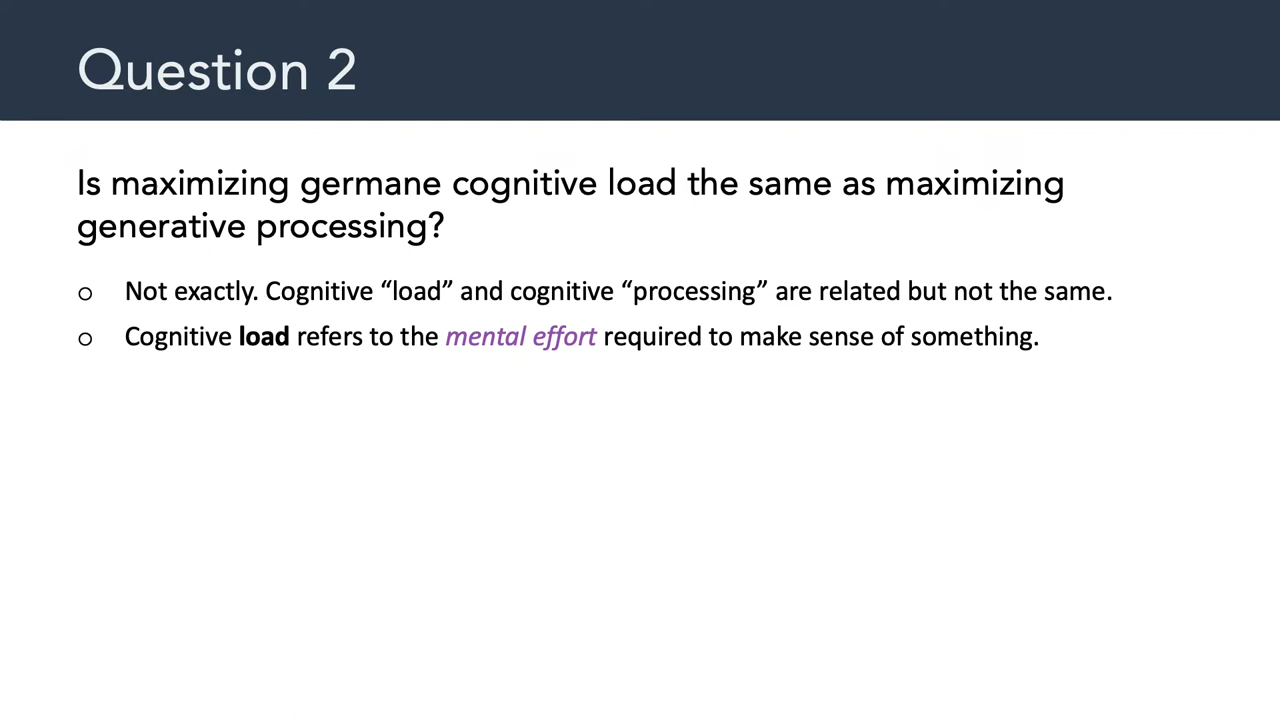 Question 2
Is maximizing germane cognitive load the same as maximizing
generative processing?
○ Not exactly. Cognitive “load” and cognitive “processing” are related but not the same.
○ Cognitive load refers to the mental effort required to make sense of something.